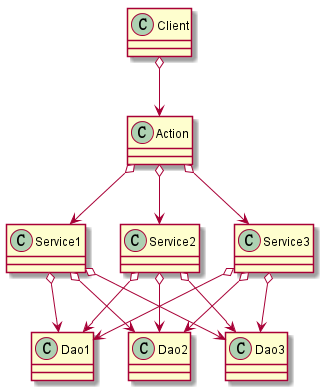 C Client
C Action
C Service1
C Service2
C Service3
C Dao1
C Dao2
C Dao3